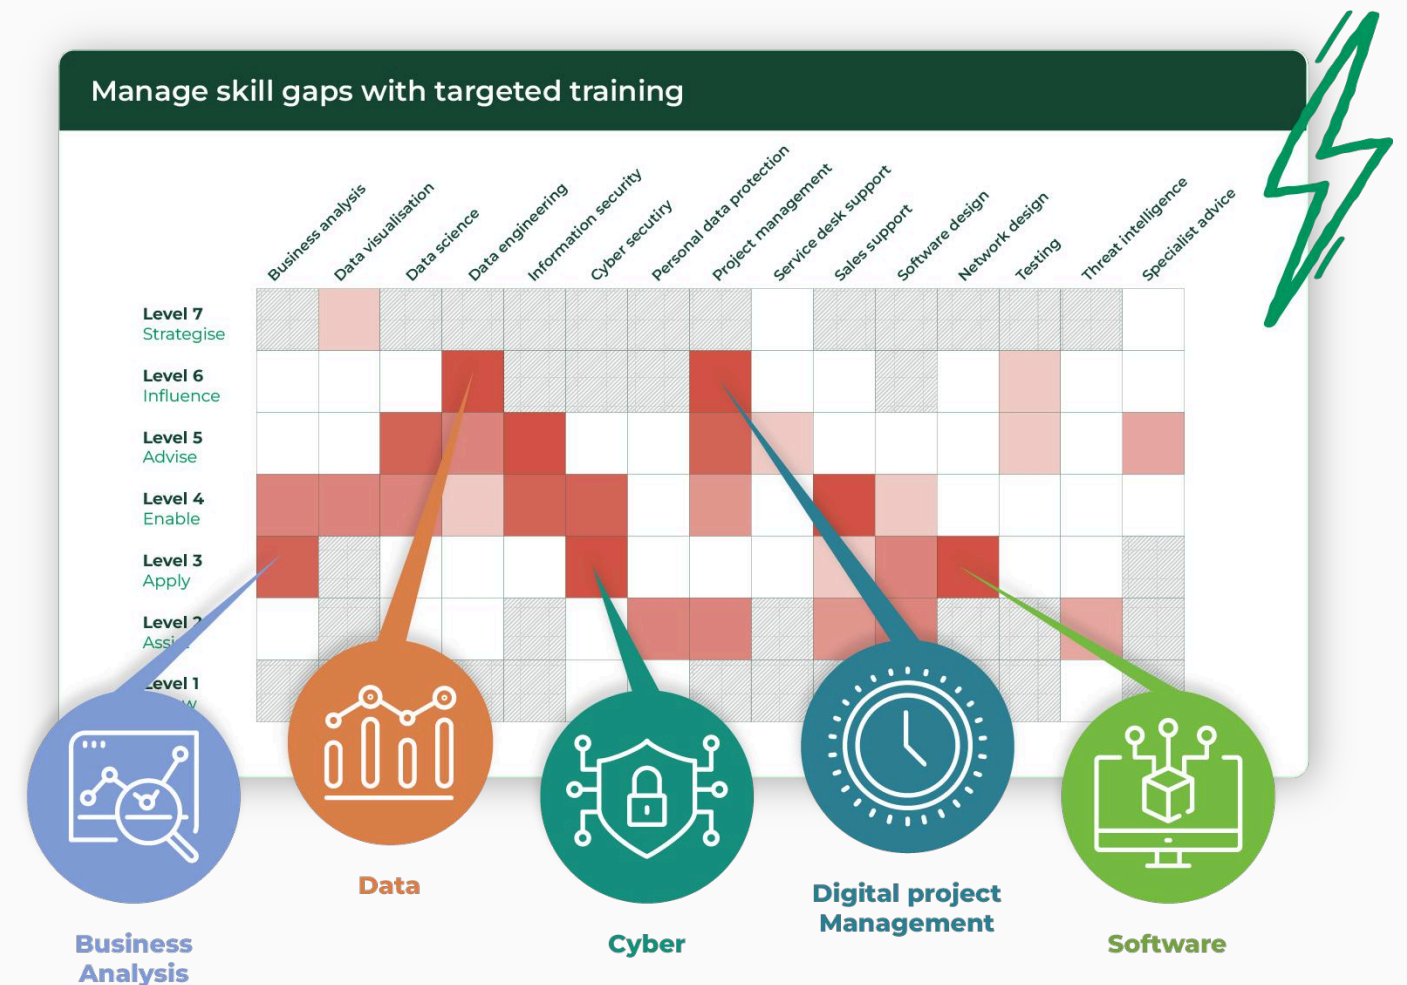 Manage skill gaps with targeted training
Business analysis
Data visualisation
Data science
Data engineering
Information security
Cyber secutiry
Personal data protection
Project management
Service desk support
Sales support
Software design
Network design
Testing
Threat intelligence
Specialist advice
Level 7
Strategise
Level 6
Influence
Level 5
Advise
Level 4
Enable
Level 3
Apply
Level 2
Level 1
Business
Analysis
Data
Cyber
Digital project
Management
Software